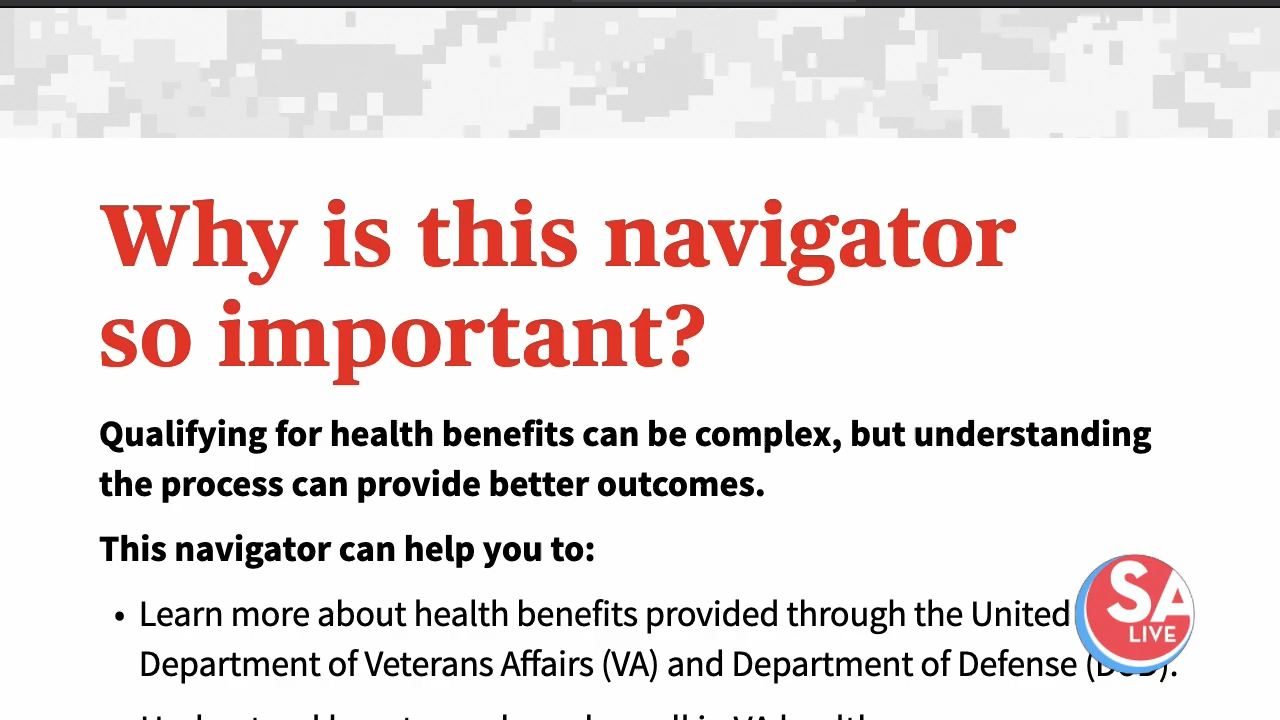 Why is this navigator
so important?
Qualifying for health benefits can be complex, but understanding
the process can provide better outcomes.
This navigator can help you to:
• Learn more about health benefits provided through the United
Department of Veterans Affairs (VA) and Department of Defense (DoD).
SA
LIVE